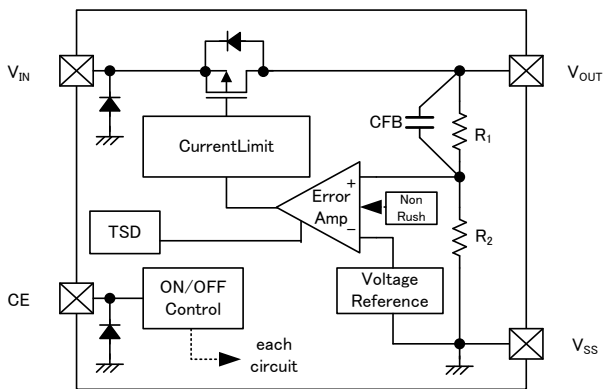 VIN
VOUT
CFB
R1
CurrentLimit
+
Error
Amp
−
Non
Rush
TSD
R2
Voltage
Reference
CE
ON/OFF
Control
each
circuit
VSS